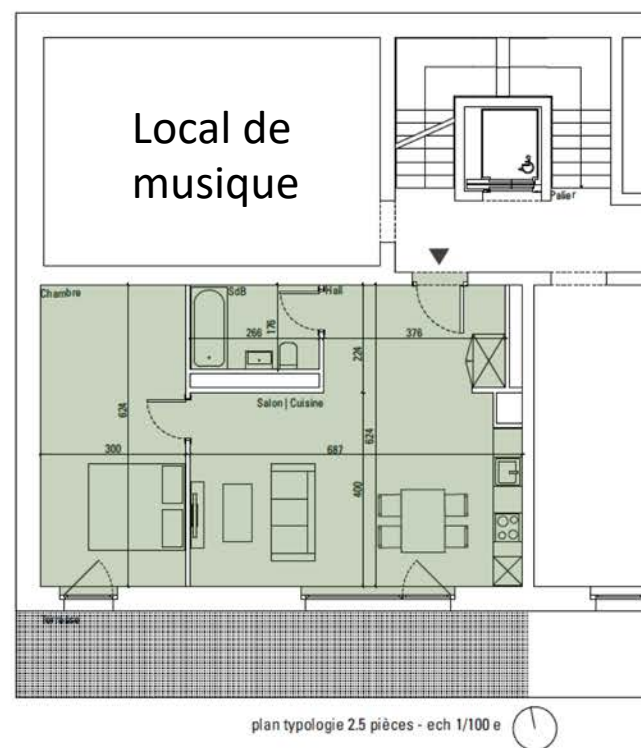 Local de
musique
Palier
Chambre
SdB
Hall
266
176
376
224
Salon | Cuisine
624
624
300
687
400
Terrasse
plan typologie 2.5 pièces - ech 1/100 e